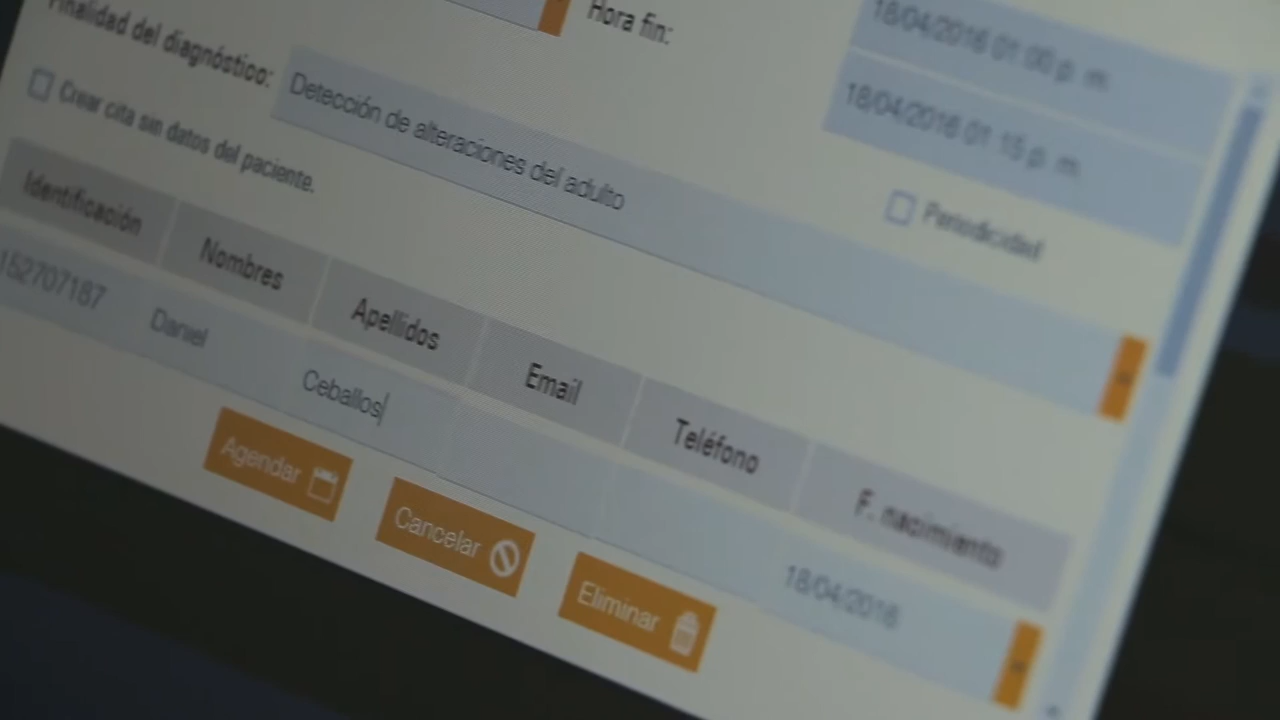 18/04/2016 01:00 p. m.
Hora fin:
18/04/2016 01:15 p. m.
Finalidad del diagnóstico:
Detección de alteraciones del adulto
Periodicidad
Crear cita sin datos del paciente.
Identificación Nombres Apellidos Email Teléfono F. nacimiento
152707187 Daniel Ceballos 18/04/2016
Agendar Cancelar Eliminar